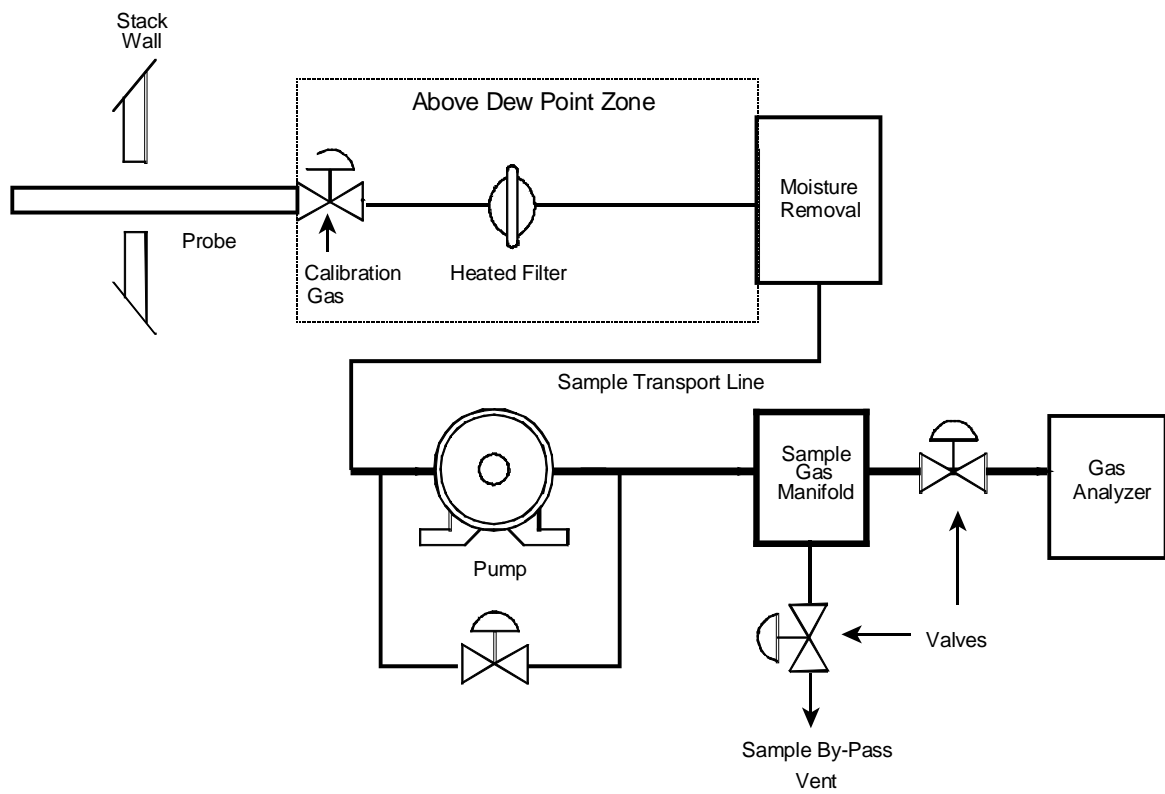 Stack
Wall
Above Dew Point Zone
Moisture
Removal
Probe
Calibration
Gas
Heated Filter
Sample Transport Line
Sample
Gas
Manifold
Gas
Analyzer
Pump
Valves
Sample By-Pass
Vent